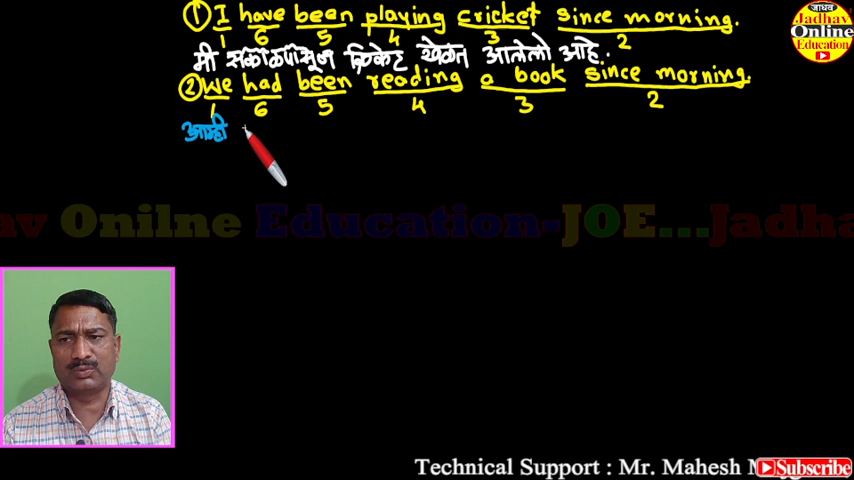 ① I have been playing cricket since morning.
1 6 5 4 3 2
मी सकाळपासून क्रिकेट खेळत आलेलो आहे.
② We had been reading a book since morning.
1 6 5 4 3 2
आम्ही
av Onilne Education-JOE...Jadha
जाधव
Jadhav
Online
Education
Technical Support : Mr. Mahesh M
Subscribe